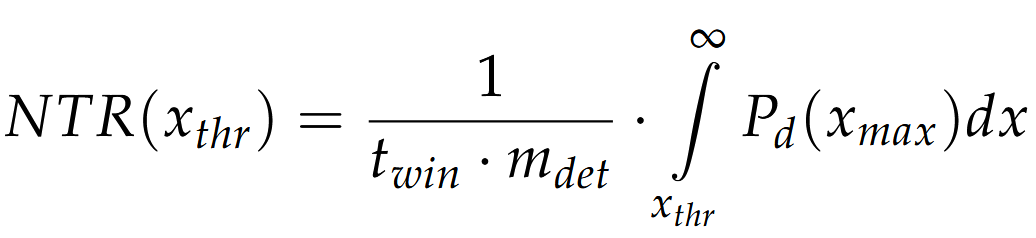 NTR(x_{thr}) = \frac{1}{t_{win} \cdot m_{det}} \cdot \int_{x_{thr}}^{\infty} P_d(x_{max})dx